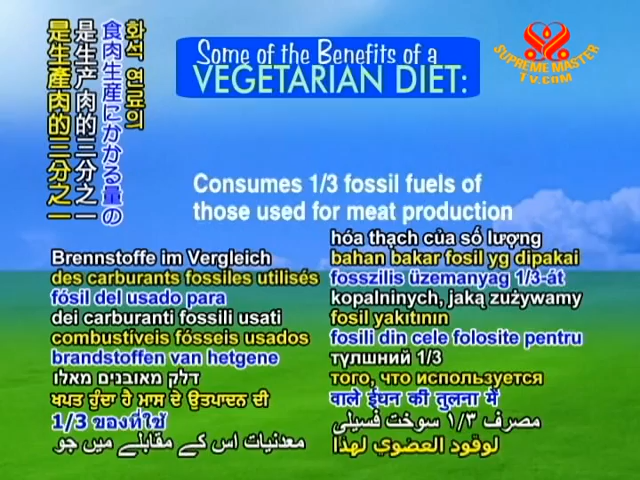 Some of the Benefits of a
VEGETARIAN DIET:
SUPREME MASTER
TV.COM
Consumes 1/3 fossil fuels of
those used for meat production
화석 연료의
食肉生産にかかる量の
是生产肉的三分之一
是生產肉的三分之一
Brennstoffe im Vergleich
des carburants fossiles utilisés
fósil del usado para
dei carburanti fossili usati
combustíveis fósseis usados
brandstoffen van hetgene
דלק מאובנים מאלו
ਖਪਤ ਹੁੰਦਾ ਹੈ ਮਾਸ ਦੇ ਉਤਪਾਦਨ ਦੀ
1/3 ของที่ใช้
معدنیات اس کے مقابلے میں جو
hóa thạch của số lượng
bahan bakar fosil yg dipakai
fosszilis üzemanyag 1/3-át
kopalninych, jaką zużywamy
fosil yakıtının
fosili din cele folosite pentru
түлшний 1/3
того, что используется
वाले ईंधन की तुलना में
مصرف ۱/۳ سوخت فسیلی
لوقود العضوي لهذا